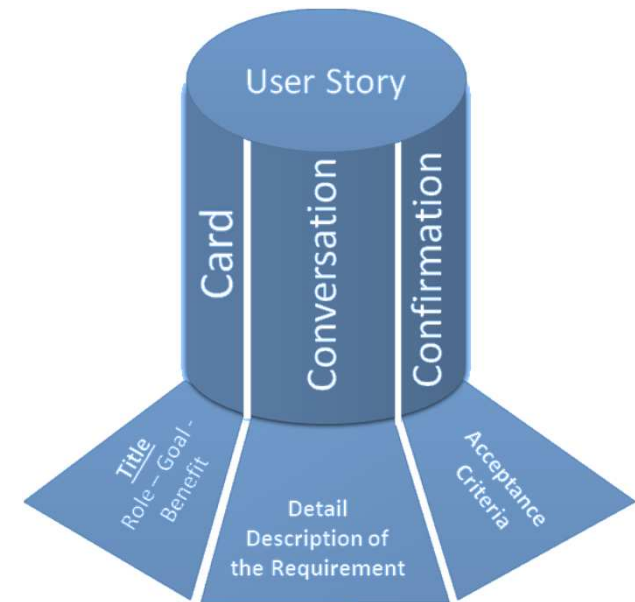 User Story
Card
Conversation
Confirmation
Title
Role – Goal -
Benefit
Detail
Description of
the Requirement
Acceptance
Criteria